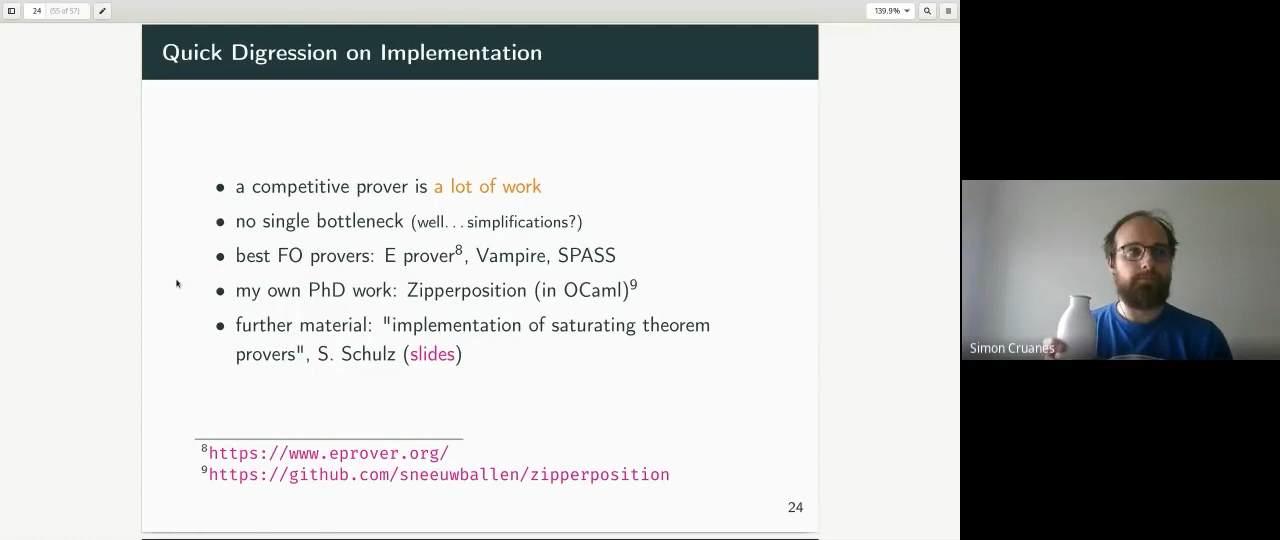 24 (55 of 57)
139.9%
Quick Digression on Implementation
• a competitive prover is a lot of work
• no single bottleneck (well...simplifications?)
• best FO provers: E prover⁸, Vampire, SPASS
• my own PhD work: Zipperposition (in OCaml)⁹
• further material: "implementation of saturating theorem
provers", S. Schulz (slides)
⁸https://www.eprover.org/
⁹https://github.com/sneeuwballen/zipperposition
24
Simon Cruanes